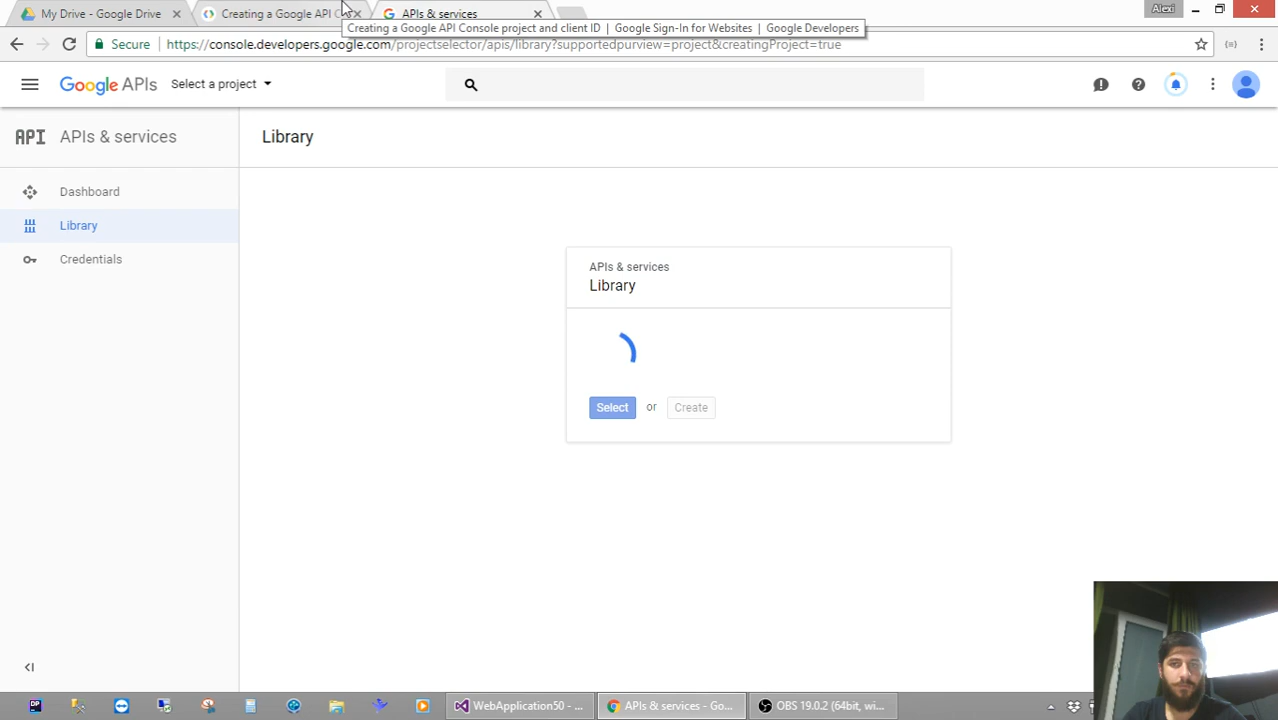 My Drive - Google Drive
Creating a Google API C
APIs & services
Alexi
Creating a Google API Console project and client ID | Google Sign-In for Websites | Google Developers
Secure
https://console.developers.google.com/projectselector/apis/library?supportedpurview=project&creatingProject=true
Google APIs
Select a project
API APIs & services
Library
Dashboard
Library
Credentials
APIs & services
Library
Select or Create
WebApplication50 - ...
APIs & services - Go...
OBS 19.0.2 (64bit, wi...